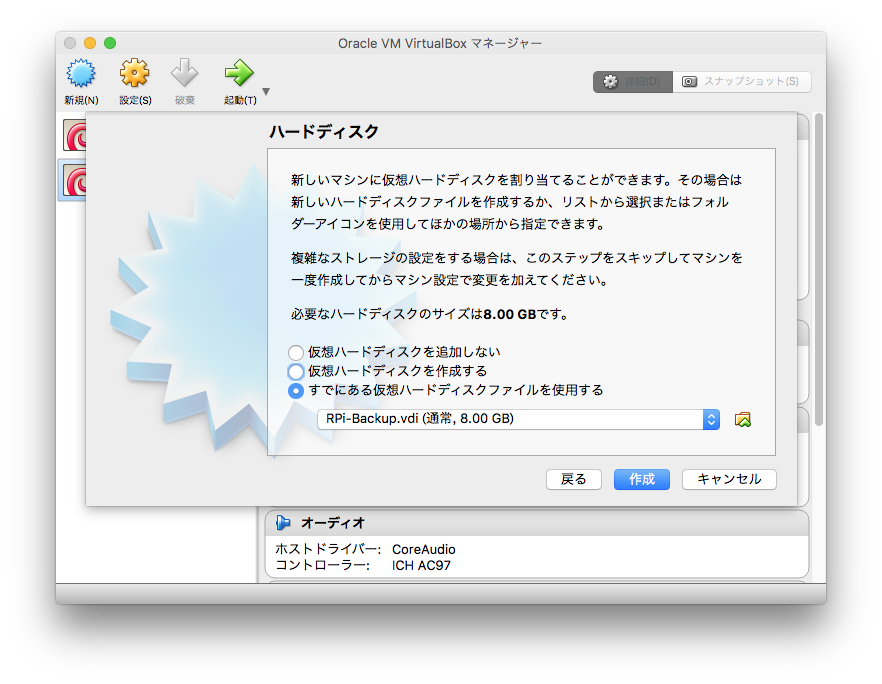 Oracle VM VirtualBox マネージャー
新規(N)
設定(S)
破棄
起動(T)
詳細(D)
スナップショット(S)
ハードディスク
新しいマシンに仮想ハードディスクを割り当てることができます。その場合は
新しいハードディスクファイルを作成するか、リストから選択またはフォル
ダーアイコンを使用してほかの場所から指定できます。
複雑なストレージの設定をする場合は、このステップをスキップしてマシンを
一度作成してからマシン設定で変更を加えてください。
必要なハードディスクのサイズは8.00 GBです。
仮想ハードディスクを追加しない
仮想ハードディスクを作成する
すでにある仮想ハードディスクファイルを使用する
RPi-Backup.vdi (通常, 8.00 GB)
戻る
作成
キャンセル
オーディオ
ホストドライバー: CoreAudio
コントローラー: ICH AC97